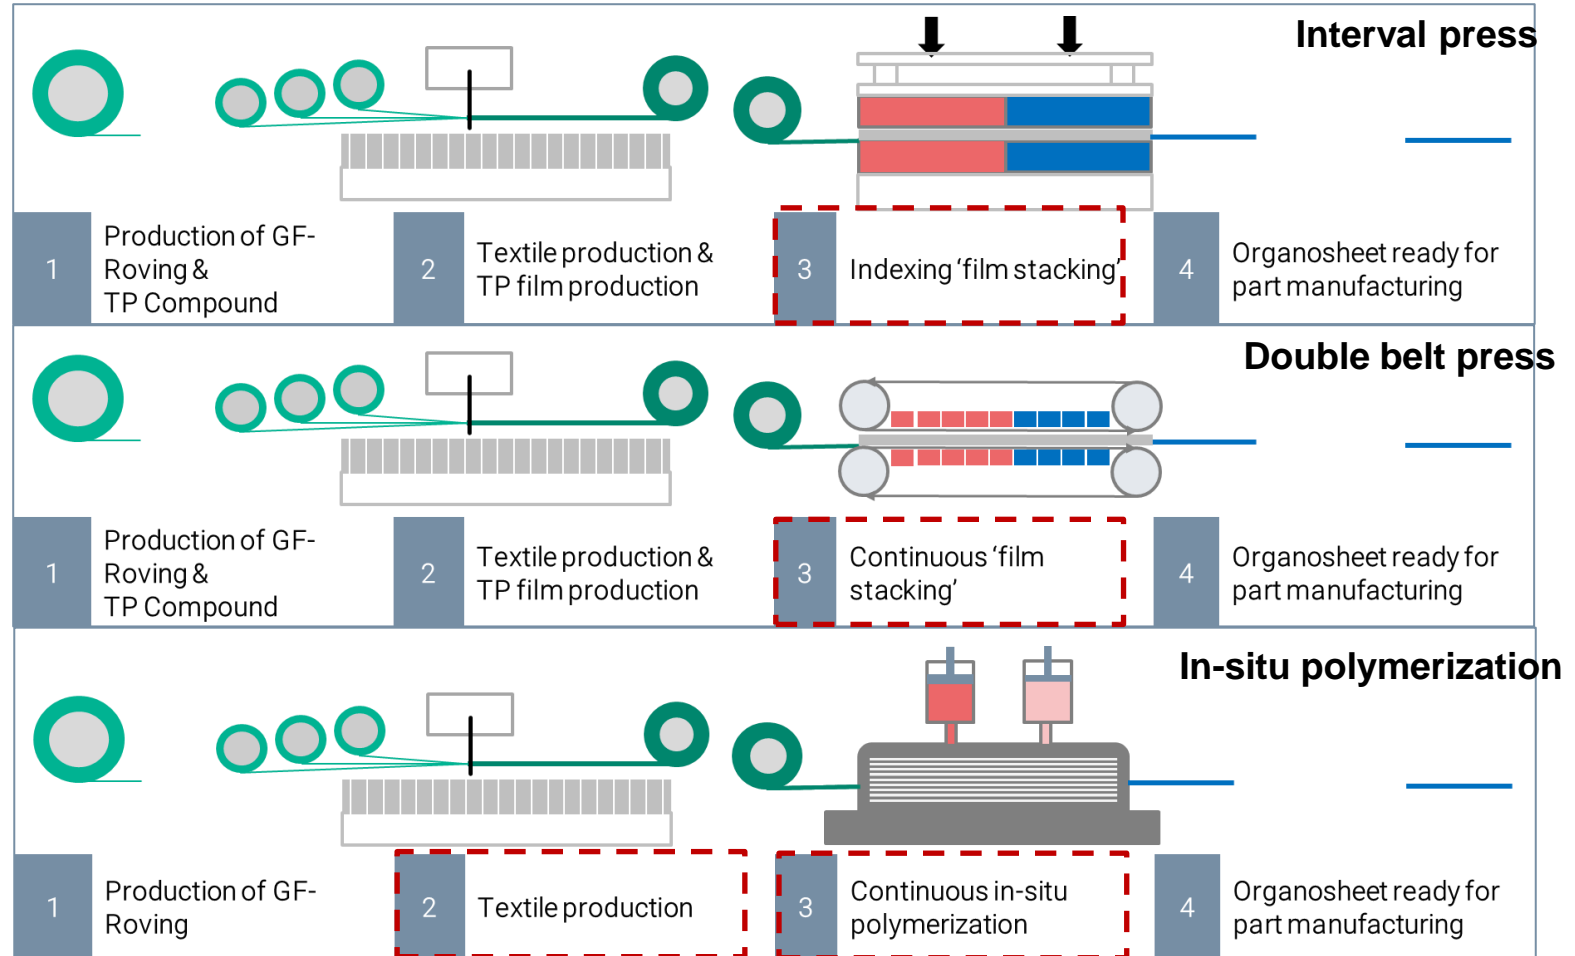 Interval press
1
Production of GF-
Roving &
TP Compound
2
Textile production &
TP film production
3
Indexing ‘film stacking’
4
Organosheet ready for
part manufacturing
Double belt press
1
Production of GF-
Roving &
TP Compound
2
Textile production &
TP film production
3
Continuous ‘film
stacking’
4
Organosheet ready for
part manufacturing
In-situ polymerization
1
Production of GF-
Roving
2
Textile production
3
Continuous in-situ
polymerization
4
Organosheet ready for
part manufacturing